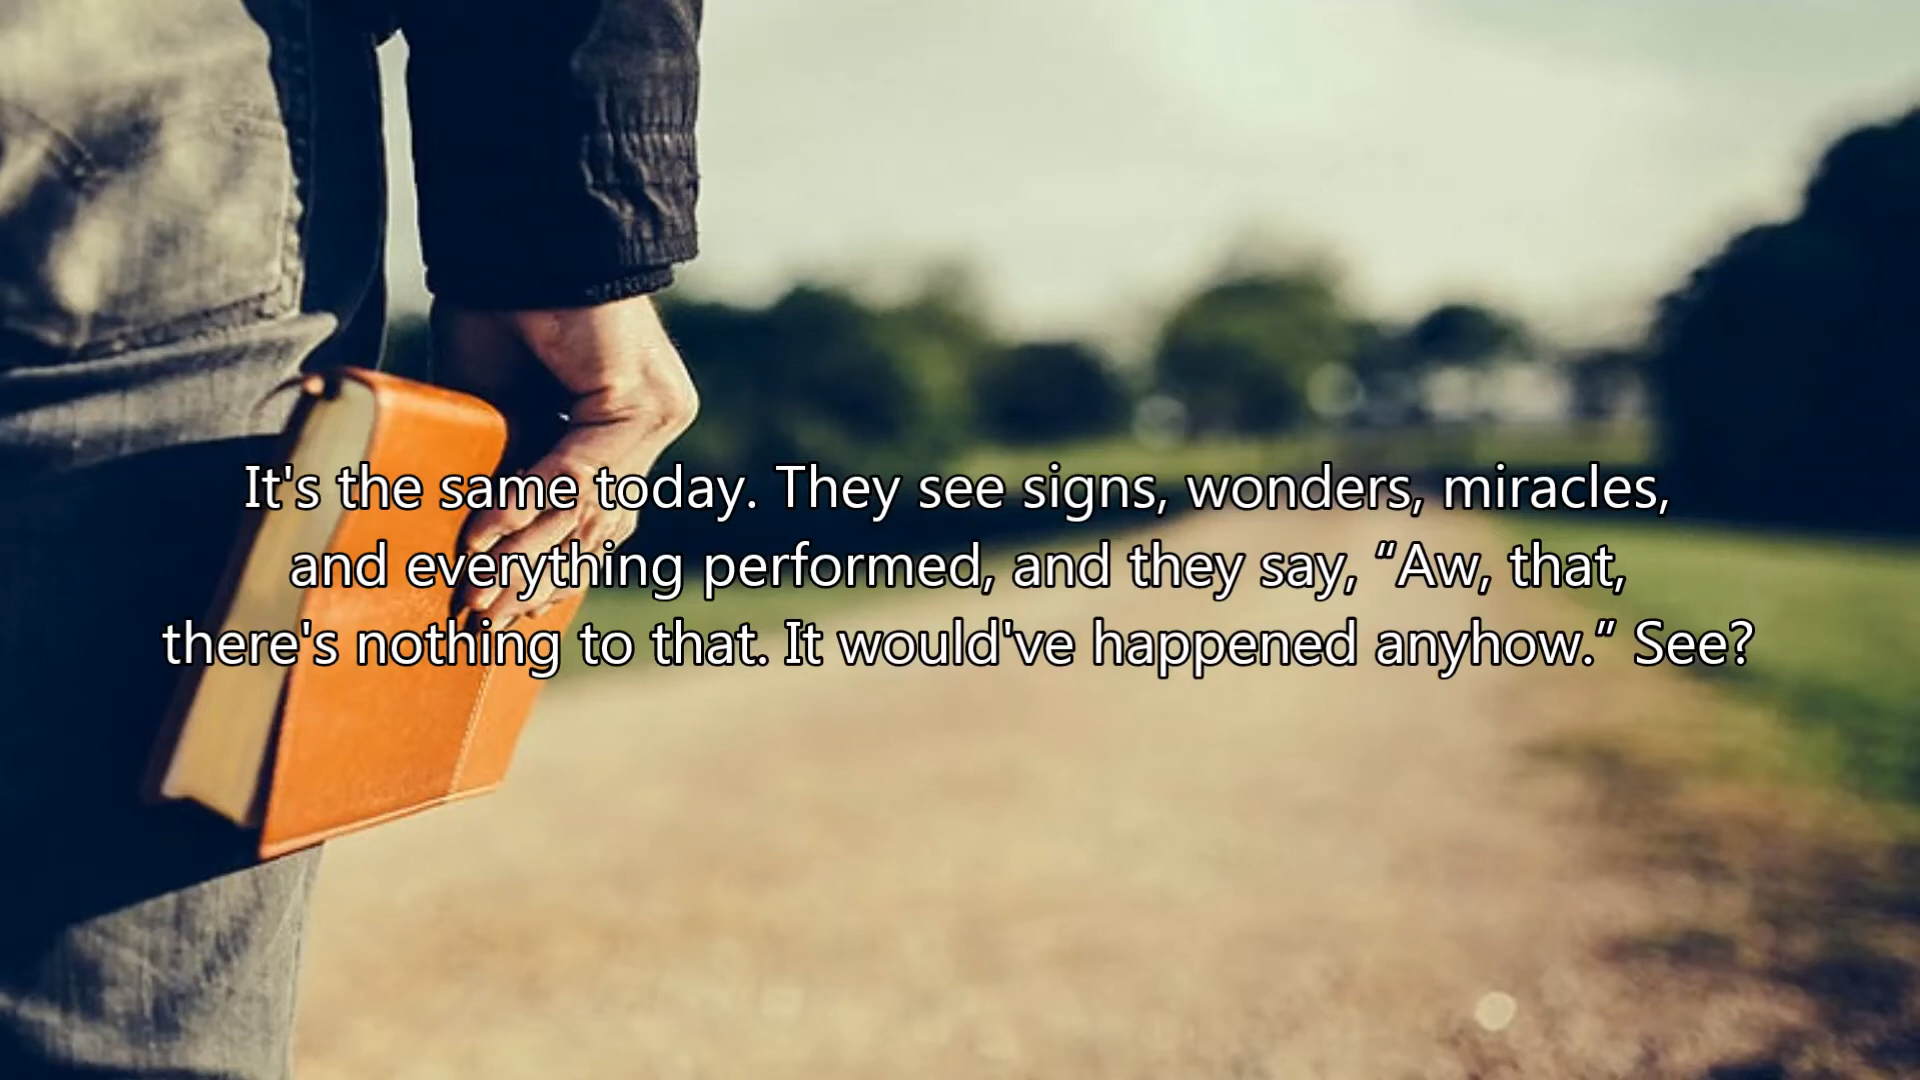 It's the same today. They see signs, wonders, miracles,
and everything performed, and they say, “Aw, that,
there's nothing to that. It would've happened anyhow.” See?